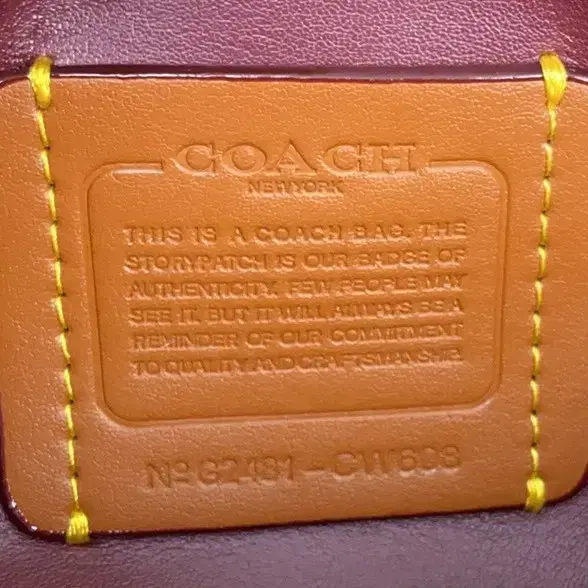 COACH
NEW YORK
THIS IS A COACH BAG. THE
STORYPATCH IS OUR BADGE OF
AUTHENTICITY. FEW PEOPLE MAY
SEE IT, BUT IT WILL ALWAYS BE A
REMINDER OF OUR COMMITMENT
TO QUALITY AND CRAFTSMANSHIP.
Nº G2481-CW608